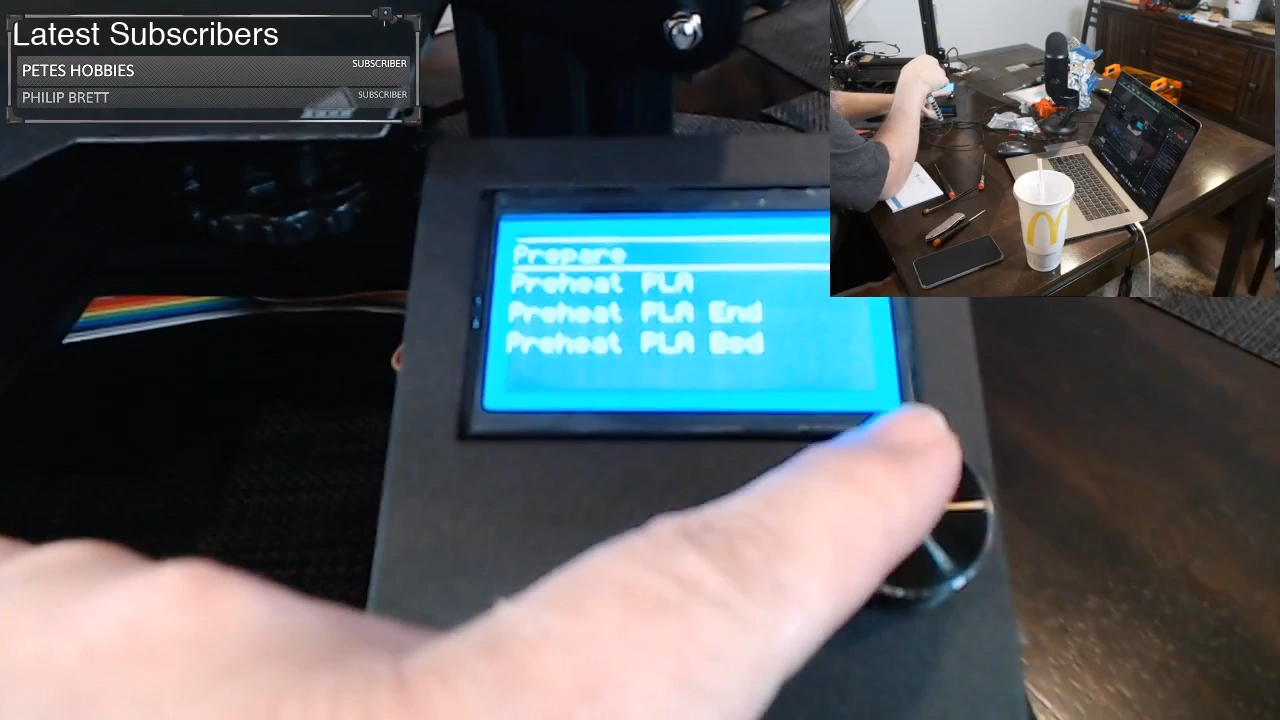 Latest Subscribers
PETES HOBBIES SUBSCRIBER
PHILIP BRETT SUBSCRIBER
Prepare
Preheat PLA
Preheat PLA End
Preheat PLA Bed